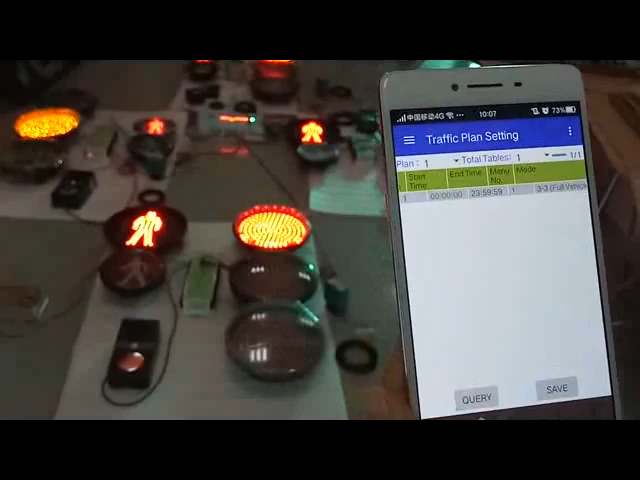 中国移动4G 10:07 73%
Traffic Plan Setting
Plan : 1 Total Tables: 1 1/1
Start Time End Time Menu No. Mode
1 00:00:00 23:59:59 1 3-3 (Full Vehicle
QUERY SAVE